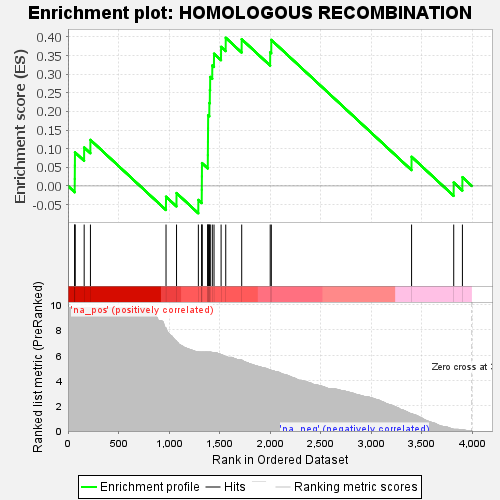 Enrichment plot: HOMOLOGOUS RECOMBINATION
Enrichment score (ES)
0.40
0.35
0.30
0.25
0.20
0.15
0.10
0.05
0.00
-0.05
'na_pos' (positively correlated)
Ranked list metric (PreRanked)
10
8
6
4
2
0
Zero cross at
'na_neg' (negatively correlated)
0 500 1,000 1,500 2,000 2,500 3,000 3,500 4,000
Rank in Ordered Dataset
Enrichment profile Hits Ranking metric scores